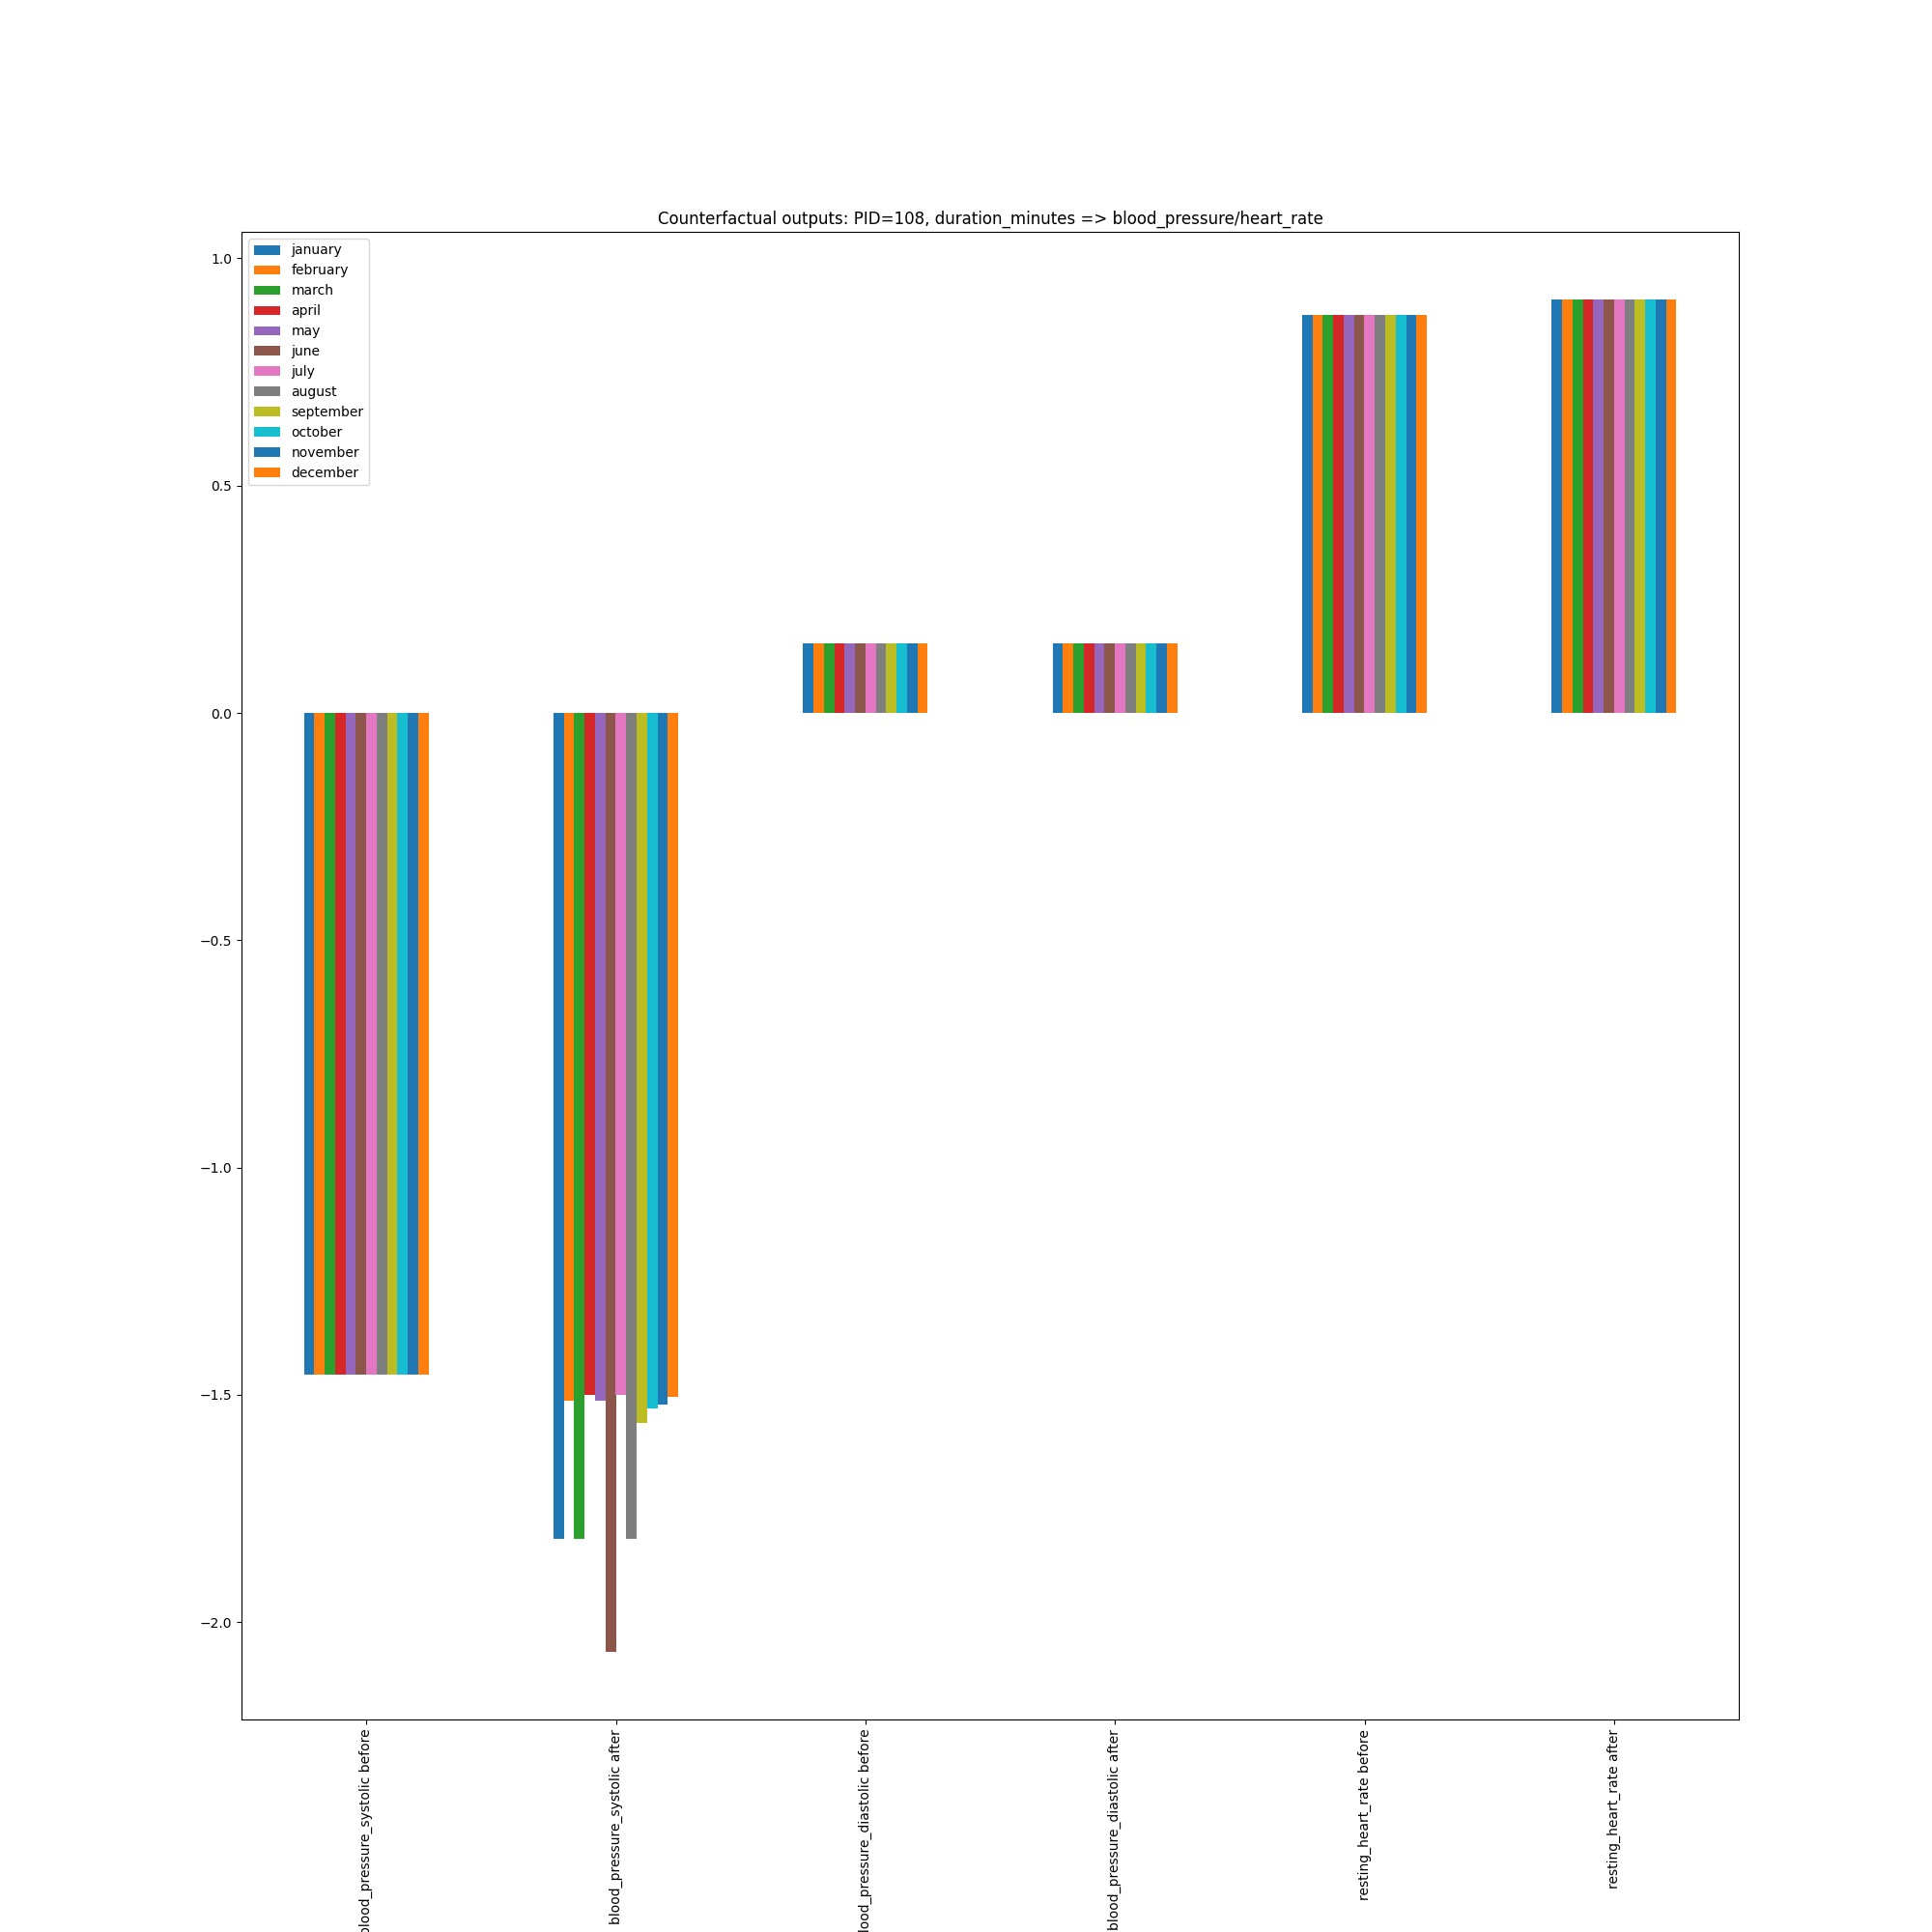 Counterfactual outputs: PID=108, duration_minutes => blood_pressure/heart_rate
january
february
march
april
may
june
july
august
september
october
november
december
1.0
0.5
0.0
−0.5
−1.0
−1.5
−2.0
blood_pressure_systolic before
blood_pressure_systolic after
lood_pressure_diastolic before
blood_pressure_diastolic after
resting_heart_rate before
resting_heart_rate after